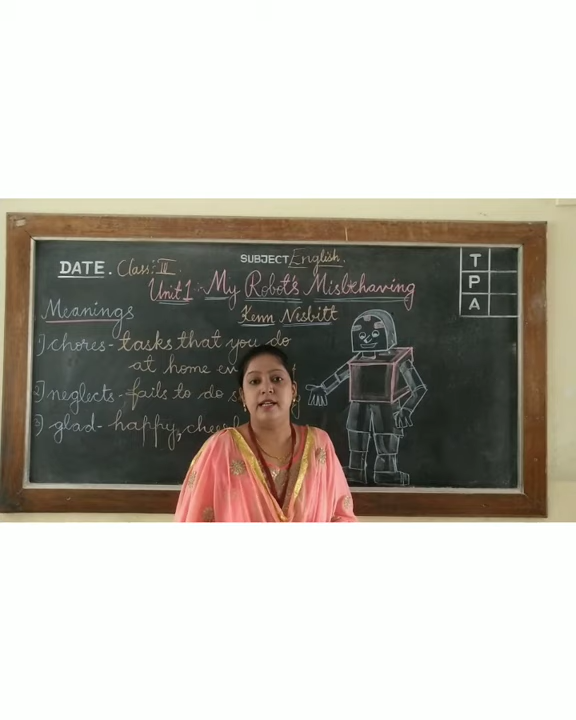 DATE. Class: III SUBJECT English. T
Unit 1 :- My Robot's Misbehaving P
Meanings Kenn Nesbitt A
1) chores - tasks that you do
at home
2) neglects - fails to do
3) glad - happy,